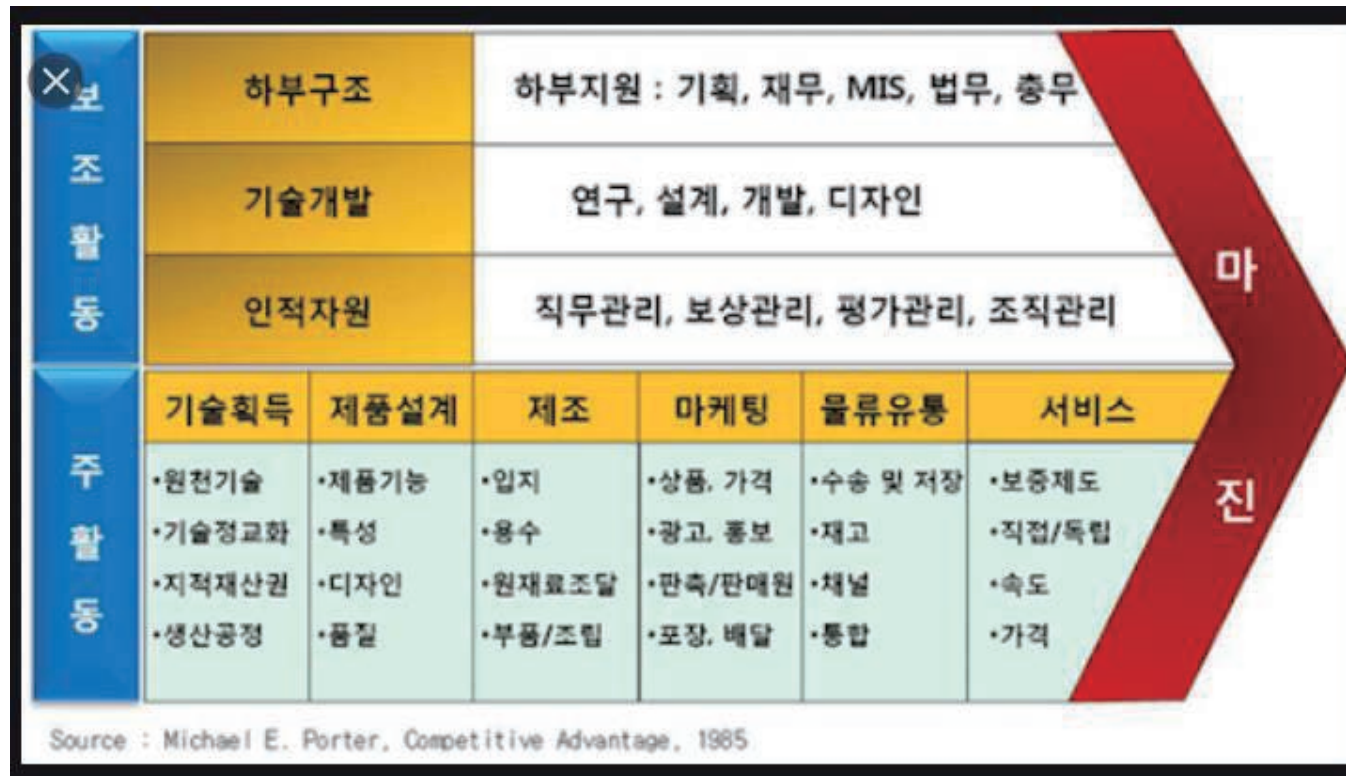 보조활동
하부구조
하부지원 : 기획, 재무, MIS, 법무, 총무
기술개발
연구, 설계, 개발, 디자인
인적자원
직무관리, 보상관리, 평가관리, 조직관리
마진
주활동
기술획득 제품설계 제조 마케팅 물류유통 서비스
•원천기술 •제품기능 •입지 •상품, 가격 •수송 및 저장 •보증제도
•기술정교화 •특성 •용수 •광고, 홍보 •재고 •직접/독립
•지적재산권 •디자인 •원재료조달 •판촉/판매원 •채널 •속도
•생산공정 •품질 •부품/조립 •포장, 배달 •통합 •가격
Source : Michael E. Porter, Competitive Advantage, 1985